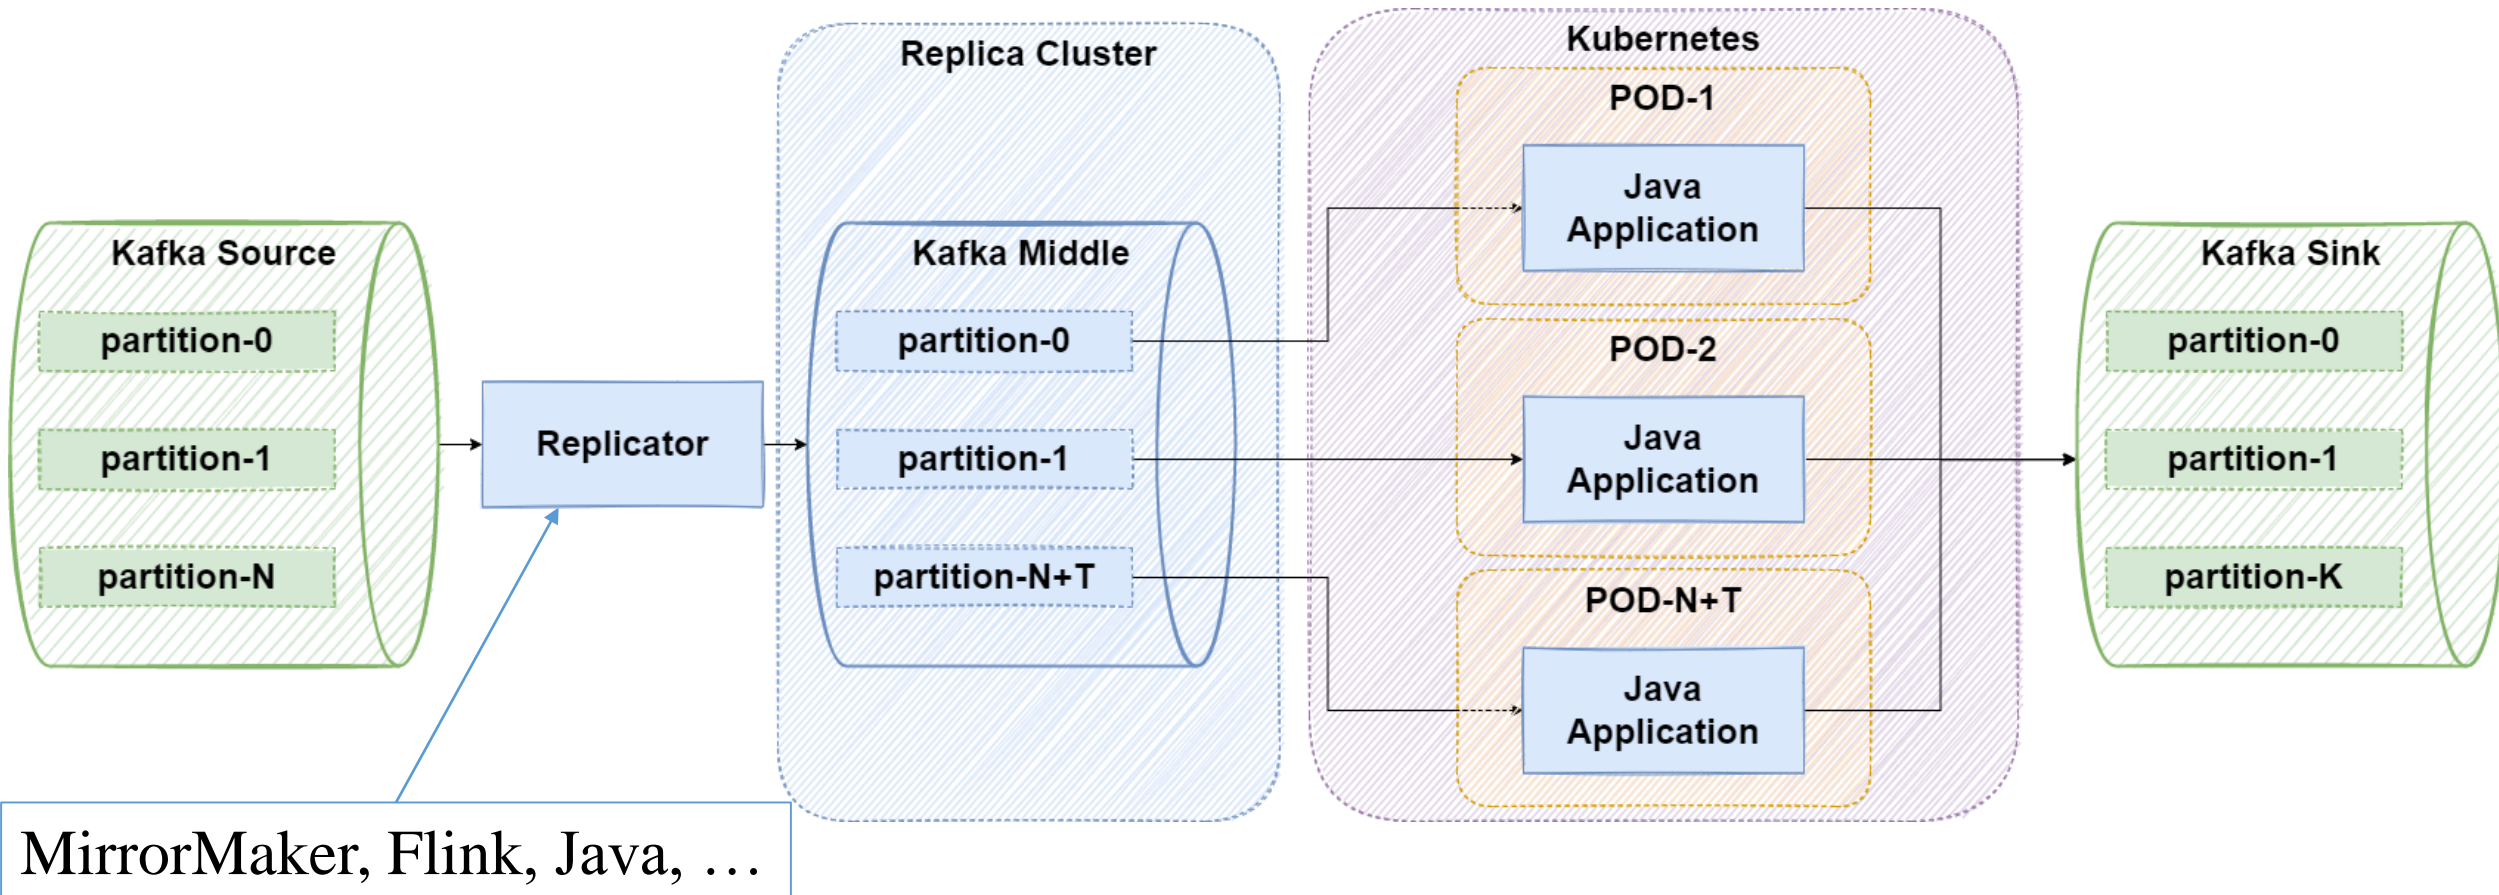 Kafka Source
partition-0
partition-1
partition-N
Replicator
MirrorMaker, Flink, Java, …
Replica Cluster
Kafka Middle
partition-0
partition-1
partition-N+T
Kubernetes
POD-1
Java
Application
POD-2
Java
Application
POD-N+T
Java
Application
Kafka Sink
partition-0
partition-1
partition-K